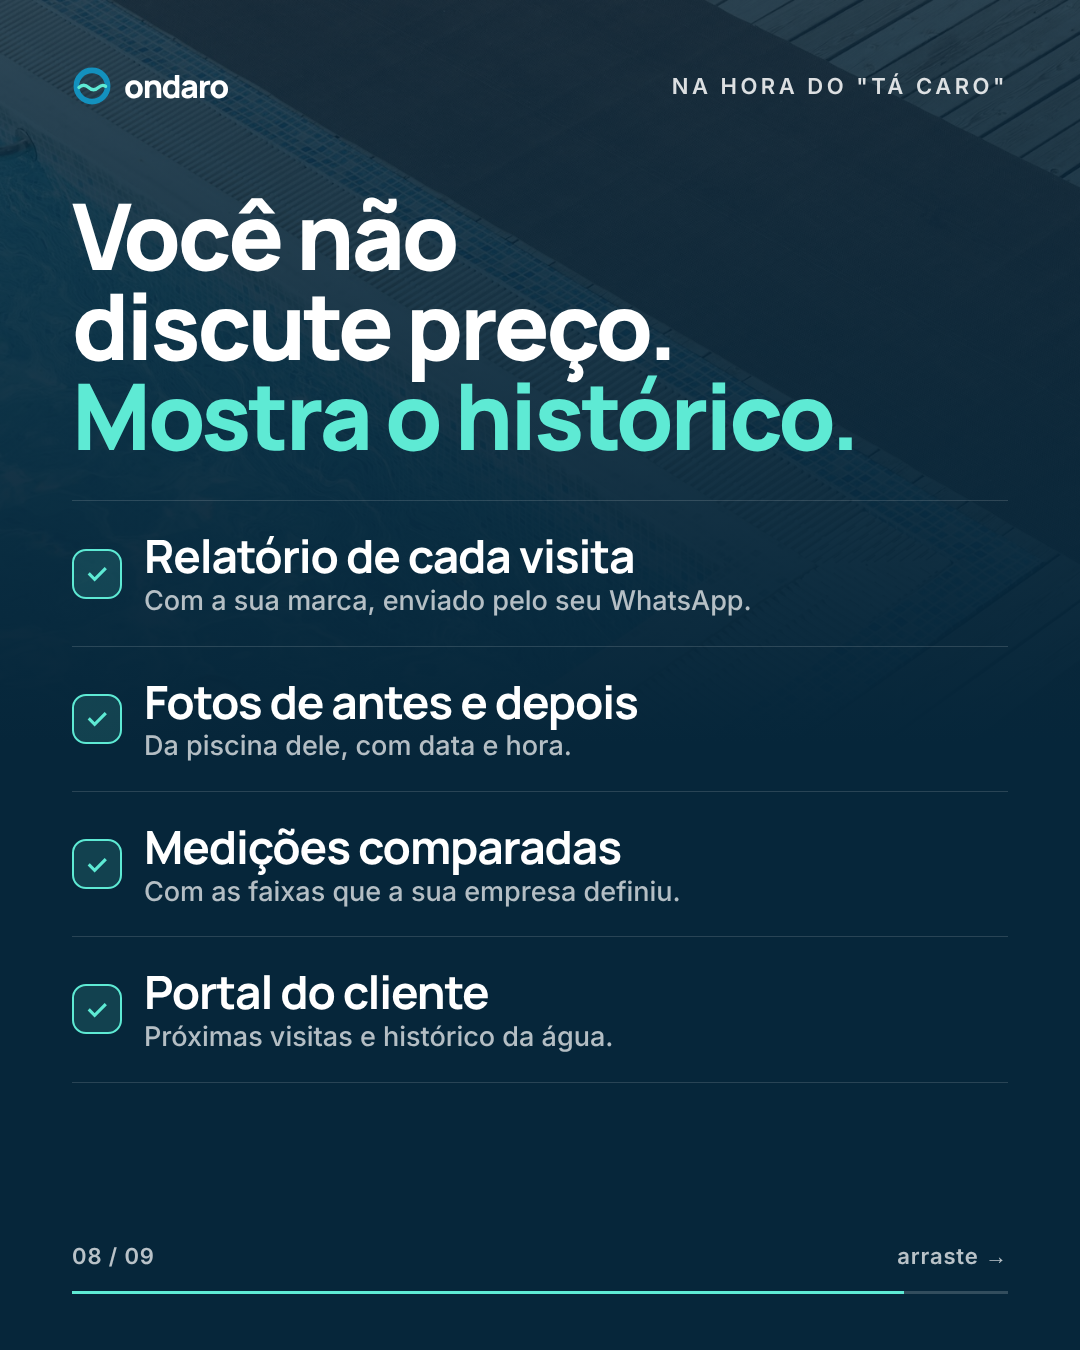 ondaro
NA HORA DO "TÁ CARO"
Você não
discute preço.
Mostra o histórico.
Relatório de cada visita
Com a sua marca, enviado pelo seu WhatsApp.
Fotos de antes e depois
Da piscina dele, com data e hora.
Medições comparadas
Com as faixas que a sua empresa definiu.
Portal do cliente
Próximas visitas e histórico da água.
08 / 09
arraste →